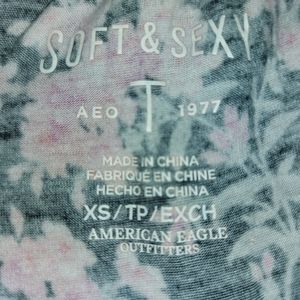 SOFT & SEXY
AEO T 1977
MADE IN CHINA
FABRIQUÉ EN CHINE
HECHO EN CHINA
XS/TP/EXCH
AMERICAN EAGLE
OUTFITTERS